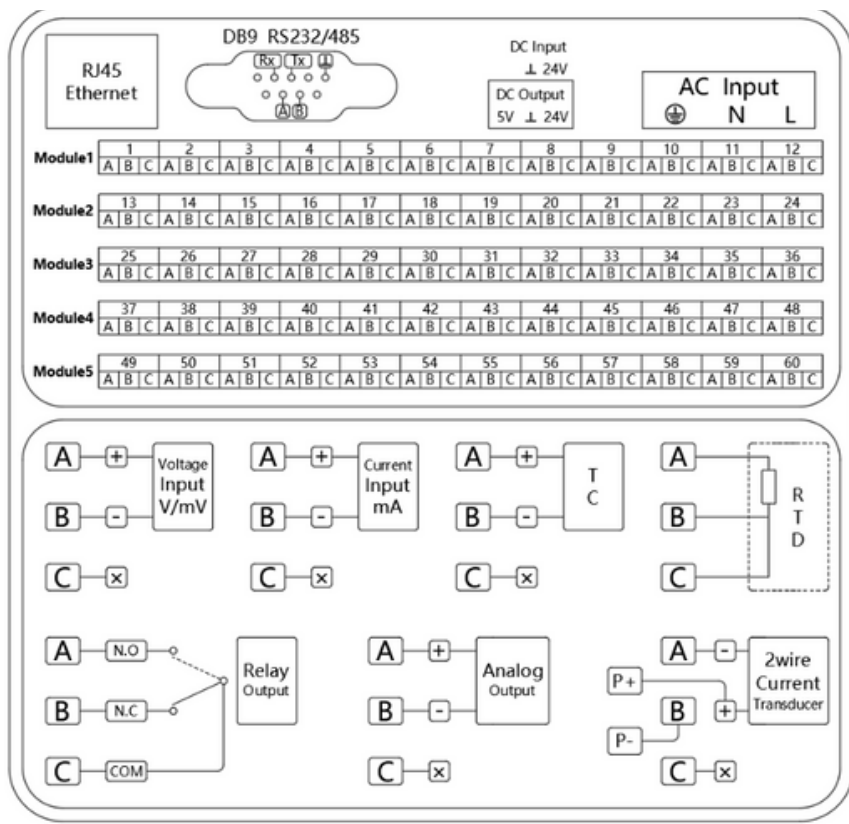 DB9 RS232/485
RJ45
Ethernet
Rx Tx ⊥
A B
DC Input
⊥ 24V
DC Output
5V ⊥ 24V
AC Input
⏚ N L
1 2 3 4 5 6 7 8 9 10 11 12
Module1 A B C A B C A B C A B C A B C A B C A B C A B C A B C A B C A B C A B C
13 14 15 16 17 18 19 20 21 22 23 24
Module2 A B C A B C A B C A B C A B C A B C A B C A B C A B C A B C A B C A B C
25 26 27 28 29 30 31 32 33 34 35 36
Module3 A B C A B C A B C A B C A B C A B C A B C A B C A B C A B C A B C A B C
37 38 39 40 41 42 43 44 45 46 47 48
Module4 A B C A B C A B C A B C A B C A B C A B C A B C A B C A B C A B C A B C
49 50 51 52 53 54 55 56 57 58 59 60
Module5 A B C A B C A B C A B C A B C A B C A B C A B C A B C A B C A B C A B C
A +
B -
C ×
Voltage
Input
V/mV
A +
B -
C ×
Current
Input
mA
A +
B -
C ×
T
C
A
B
C
R
T
D
A N.O
B N.C
C COM
Relay
Output
A +
B -
C ×
Analog
Output
P+
P-
A -
B +
C ×
2wire
Current
Transducer